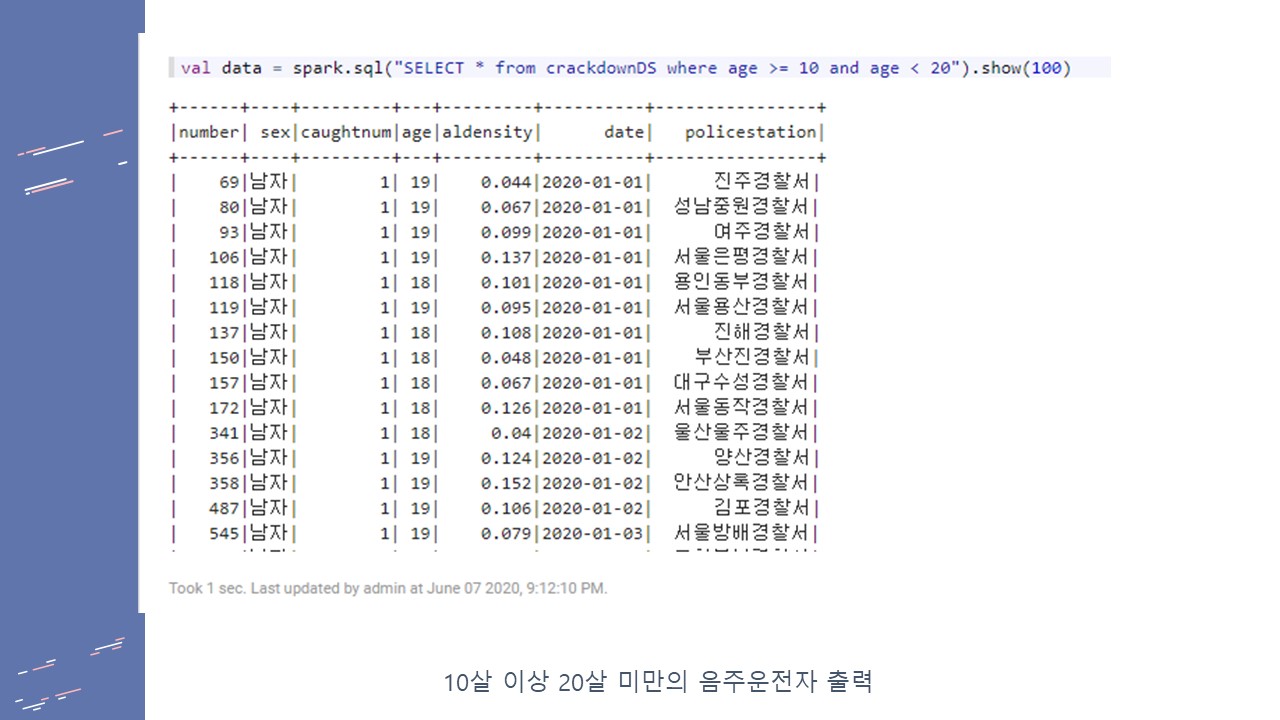 val data = spark.sql("SELECT * from crackdownDS where age >= 10 and age < 20").show(100)
+------+----+---------+---+---------+----------+----------------+
|number| sex|caughtnum|age|aldensity|      date|   policestation|
+------+----+---------+---+---------+----------+----------------+
|    69|남자|        1| 19|    0.044|2020-01-01|      진주경찰서|
|    80|남자|        1| 19|    0.067|2020-01-01|  성남중원경찰서|
|    93|남자|        1| 19|    0.099|2020-01-01|      여주경찰서|
|   106|남자|        1| 19|    0.137|2020-01-01|  서울은평경찰서|
|   118|남자|        1| 18|    0.101|2020-01-01|  용인동부경찰서|
|   119|남자|        1| 19|    0.095|2020-01-01|  서울용산경찰서|
|   137|남자|        1| 18|    0.108|2020-01-01|      진해경찰서|
|   150|남자|        1| 18|    0.048|2020-01-01|    부산진경찰서|
|   157|남자|        1| 18|    0.067|2020-01-01|  대구수성경찰서|
|   172|남자|        1| 18|    0.126|2020-01-01|  서울동작경찰서|
|   341|남자|        1| 18|     0.04|2020-01-02|  울산울주경찰서|
|   356|남자|        1| 19|    0.124|2020-01-02|      양산경찰서|
|   358|남자|        1| 19|    0.152|2020-01-02|  안산상록경찰서|
|   487|남자|        1| 19|    0.106|2020-01-02|      김포경찰서|
|   545|남자|        1| 19|    0.079|2020-01-03|  서울방배경찰서|
Took 1 sec. Last updated by admin at June 07 2020, 9:12:10 PM.
10살 이상 20살 미만의 음주운전자 출력